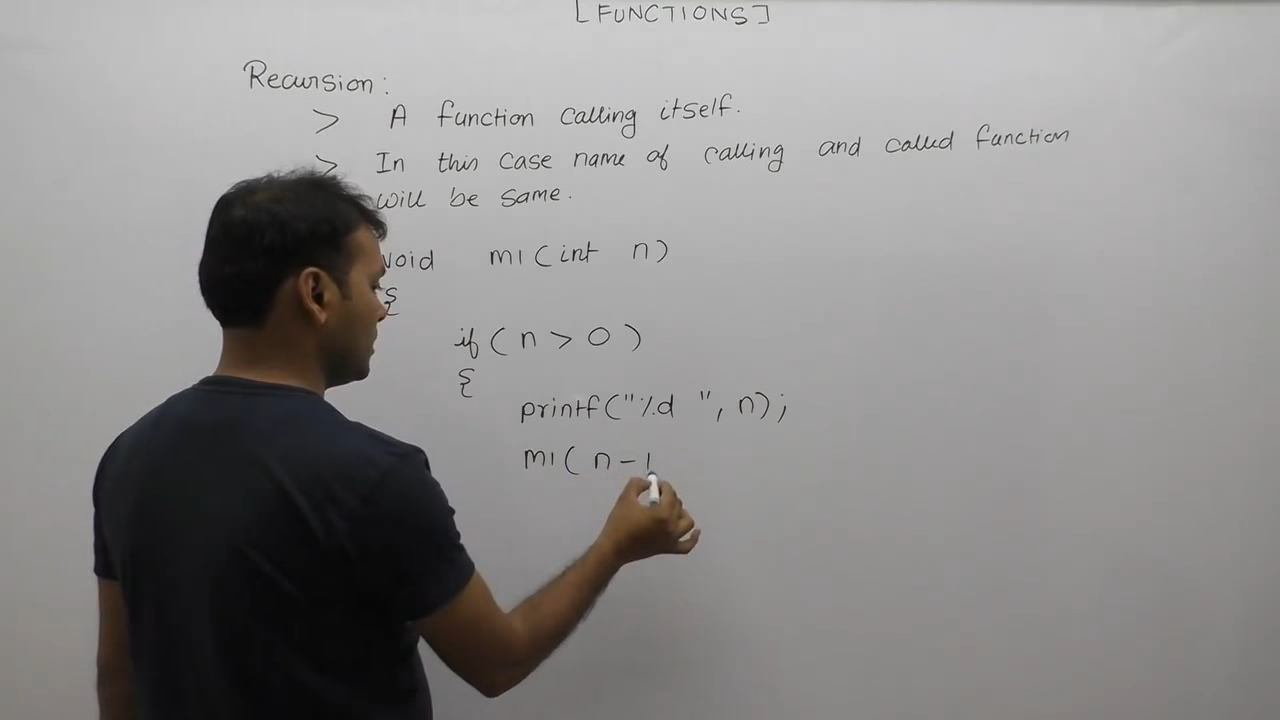 [FUNCTIONS]
Recursion:
> A function calling itself.
> In this case name of calling and called function
will be same.
void m1(int n)
{
if(n>0)
{
printf("%d ", n);
m1(n-1